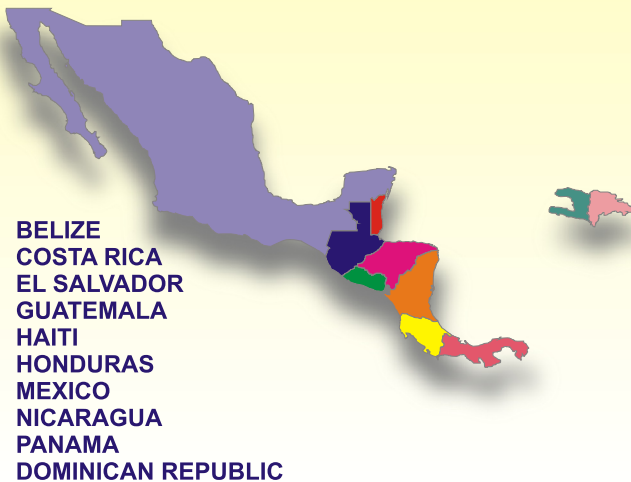 BELIZE
COSTA RICA
EL SALVADOR
GUATEMALA
HAITI
HONDURAS
MEXICO
NICARAGUA
PANAMA
DOMINICAN REPUBLIC